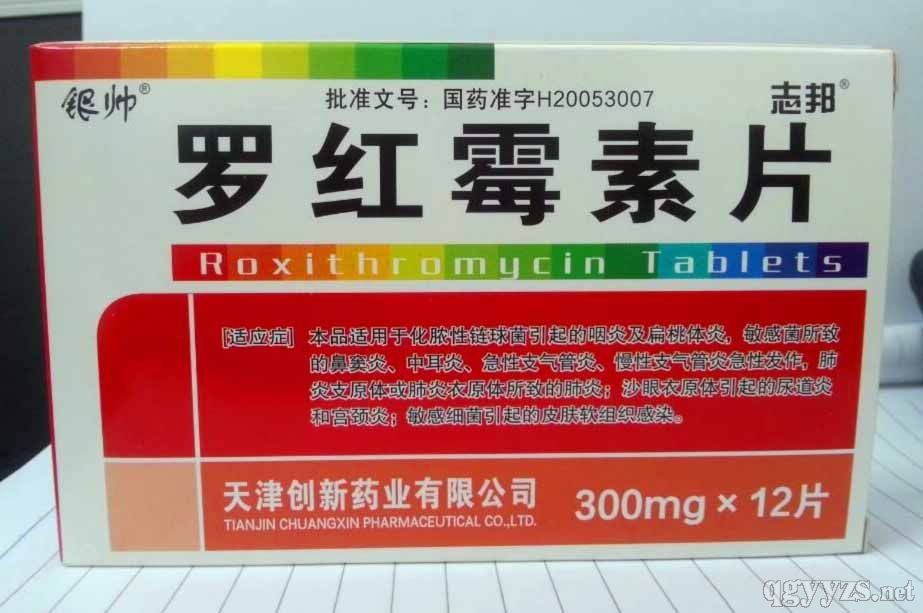 银帅®
批准文号：国药准字H20053007
志邦®
罗红霉素片
Roxithromycin Tablets
[适应症] 本品适用于化脓性链球菌引起的咽炎及扁桃体炎，敏感菌所致
的鼻窦炎、中耳炎、急性支气管炎、慢性支气管炎急性发作，肺
炎支原体或肺炎衣原体所致的肺炎；沙眼衣原体引起的尿道炎
和宫颈炎；敏感细菌引起的皮肤软组织感染。
天津创新药业有限公司
TIANJIN CHUANGXIN PHARMACEUTICAL CO.,LTD.
300mg × 12片
qgyyzs.net